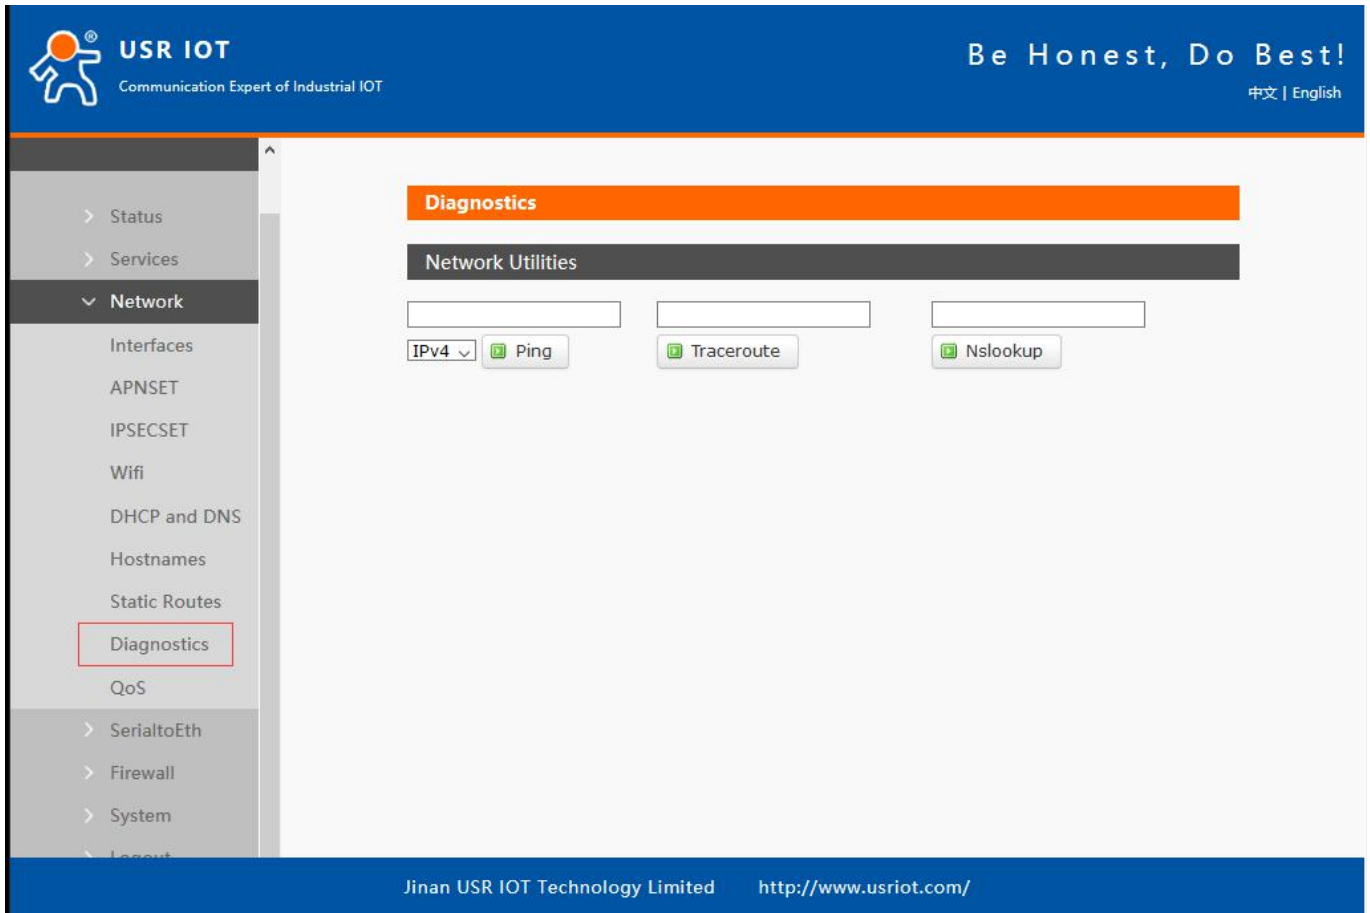 ®
USR IOT
Communication Expert of Industrial IOT
Be Honest, Do Best!
中文 | English
Status
Services
Network
Interfaces
APNSET
IPSECSET
Wifi
DHCP and DNS
Hostnames
Static Routes
Diagnostics
QoS
SerialtoEth
Firewall
System
Logout
Diagnostics
Network Utilities
IPv4 Ping Traceroute Nslookup
Jinan USR IOT Technology Limited http://www.usriot.com/